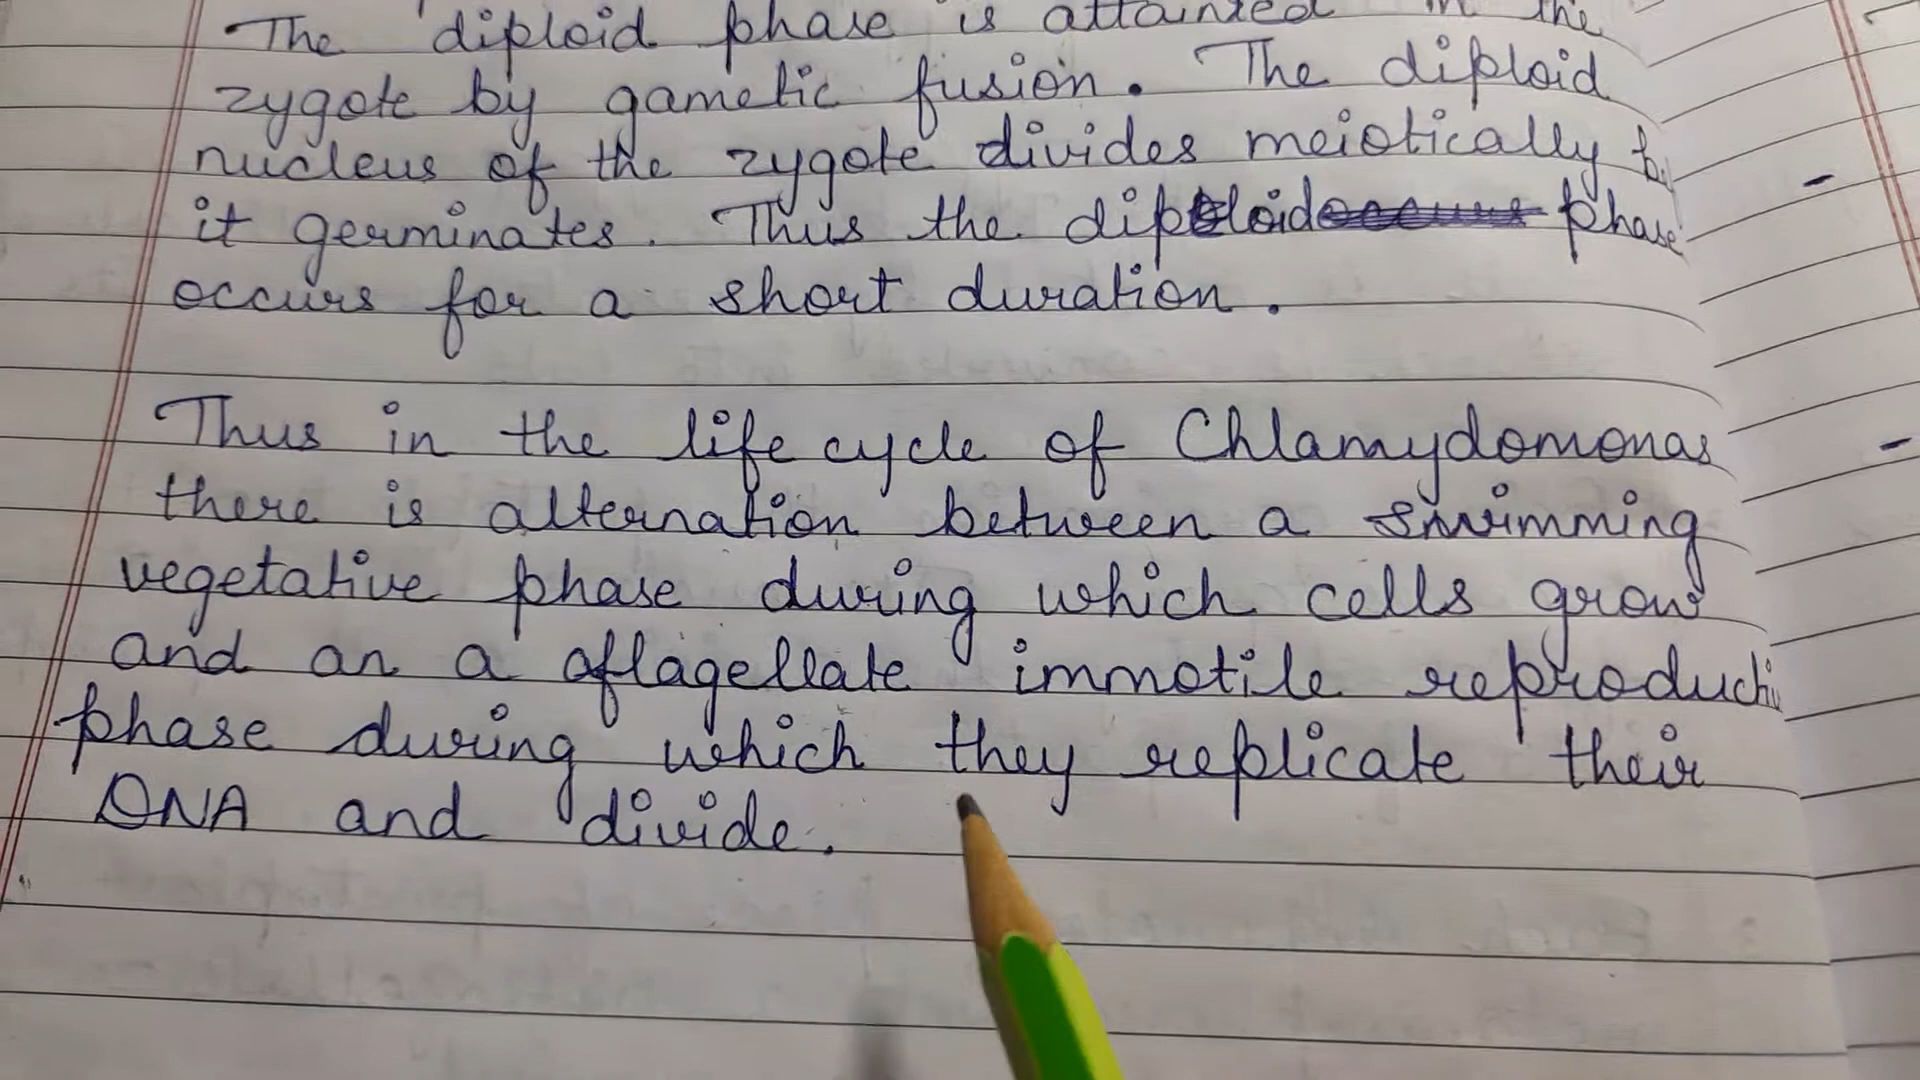 The diploid phase is attainted in the
zygote by gametic fusion. The diploid
nucleus of the zygote divides meiotically
it germinates. Thus the diploid phase
occurs for a short duration.
Thus in the life cycle of Chlamydomonas
there is alternation between a swimming
vegetative phase during which cells grow
and an a aflagellate immotile reproducti
phase during which they replicate their
DNA and divide.